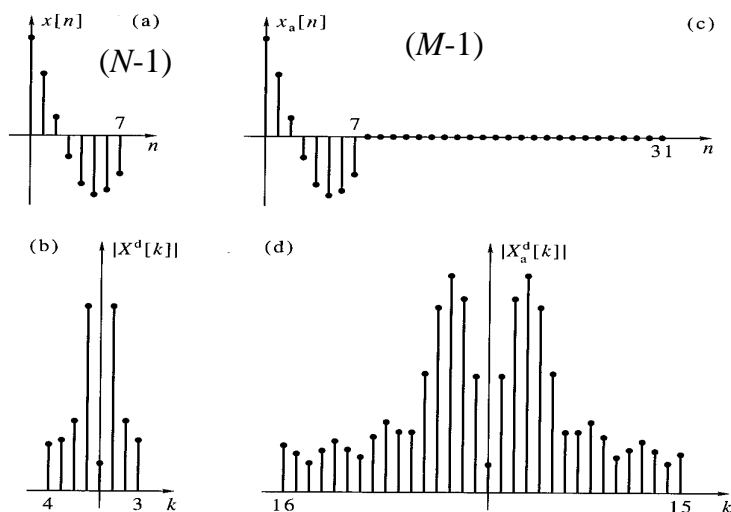 x[n] (a)
(N-1)
7
n
x_a[n] (c)
(M-1)
7
31
n
(b) |X^d[k]|
4 3 k
(d) |X_a^d[k]|
16 15 k